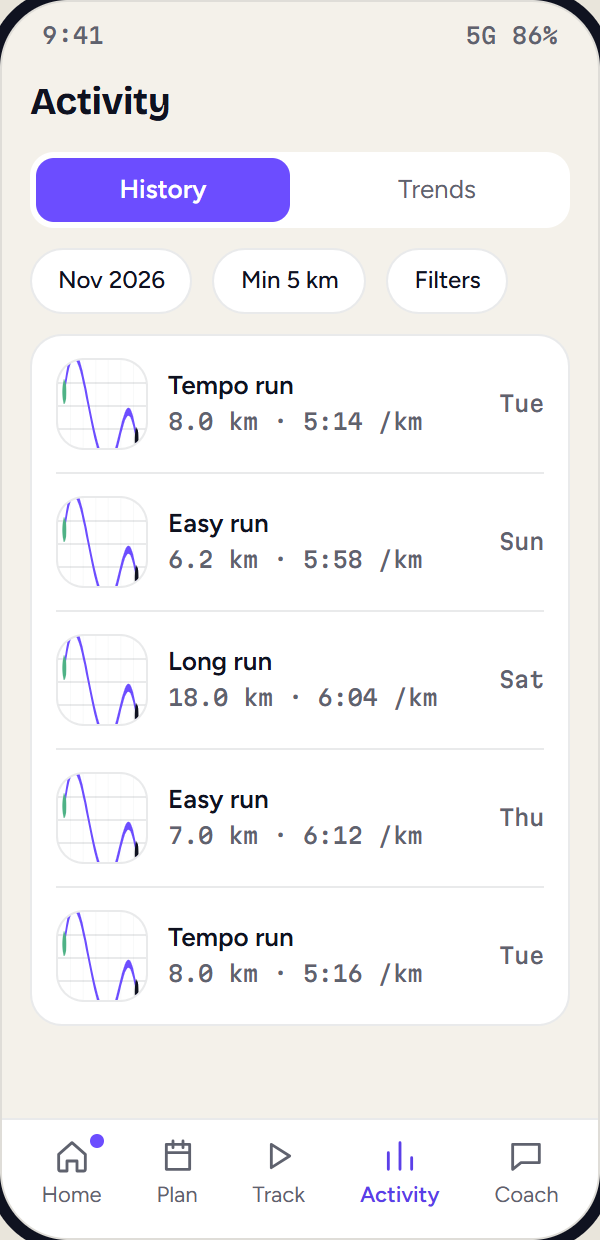 9:41 5G 86%
Activity
History Trends
Nov 2026 Min 5 km Filters
Tempo run
8.0 km · 5:14 /km
Tue
Easy run
6.2 km · 5:58 /km
Sun
Long run
18.0 km · 6:04 /km
Sat
Easy run
7.0 km · 6:12 /km
Thu
Tempo run
8.0 km · 5:16 /km
Tue
Home Plan Track Activity Coach